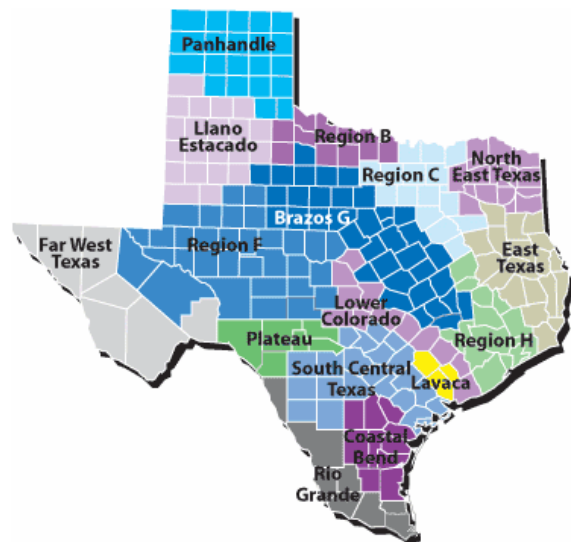 Panhandle
Llano
Estacado
Region B
Region C
North
East Texas
Brazos G
Far West
Texas
Region F
East
Texas
Lower
Colorado
Plateau
Region H
South Central
Texas
Lavaca
Coastal
Bend
Rio
Grande